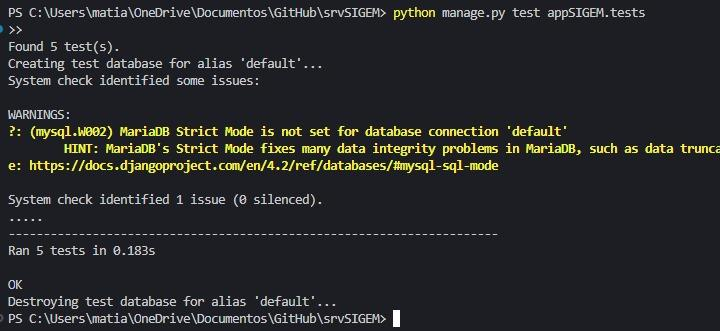 PS C:\Users\matia\OneDrive\Documentos\GitHub\srvSIGEM> python manage.py test appSIGEM.tests
>>
Found 5 test(s).
Creating test database for alias 'default'...
System check identified some issues:

WARNINGS:
?: (mysql.W002) MariaDB Strict Mode is not set for database connection 'default'
        HINT: MariaDB's Strict Mode fixes many data integrity problems in MariaDB, such as data trunca
e: https://docs.djangoproject.com/en/4.2/ref/databases/#mysql-sql-mode

System check identified 1 issue (0 silenced).
.....
----------------------------------------------------------------------
Ran 5 tests in 0.183s

OK
Destroying test database for alias 'default'...
PS C:\Users\matia\OneDrive\Documentos\GitHub\srvSIGEM>